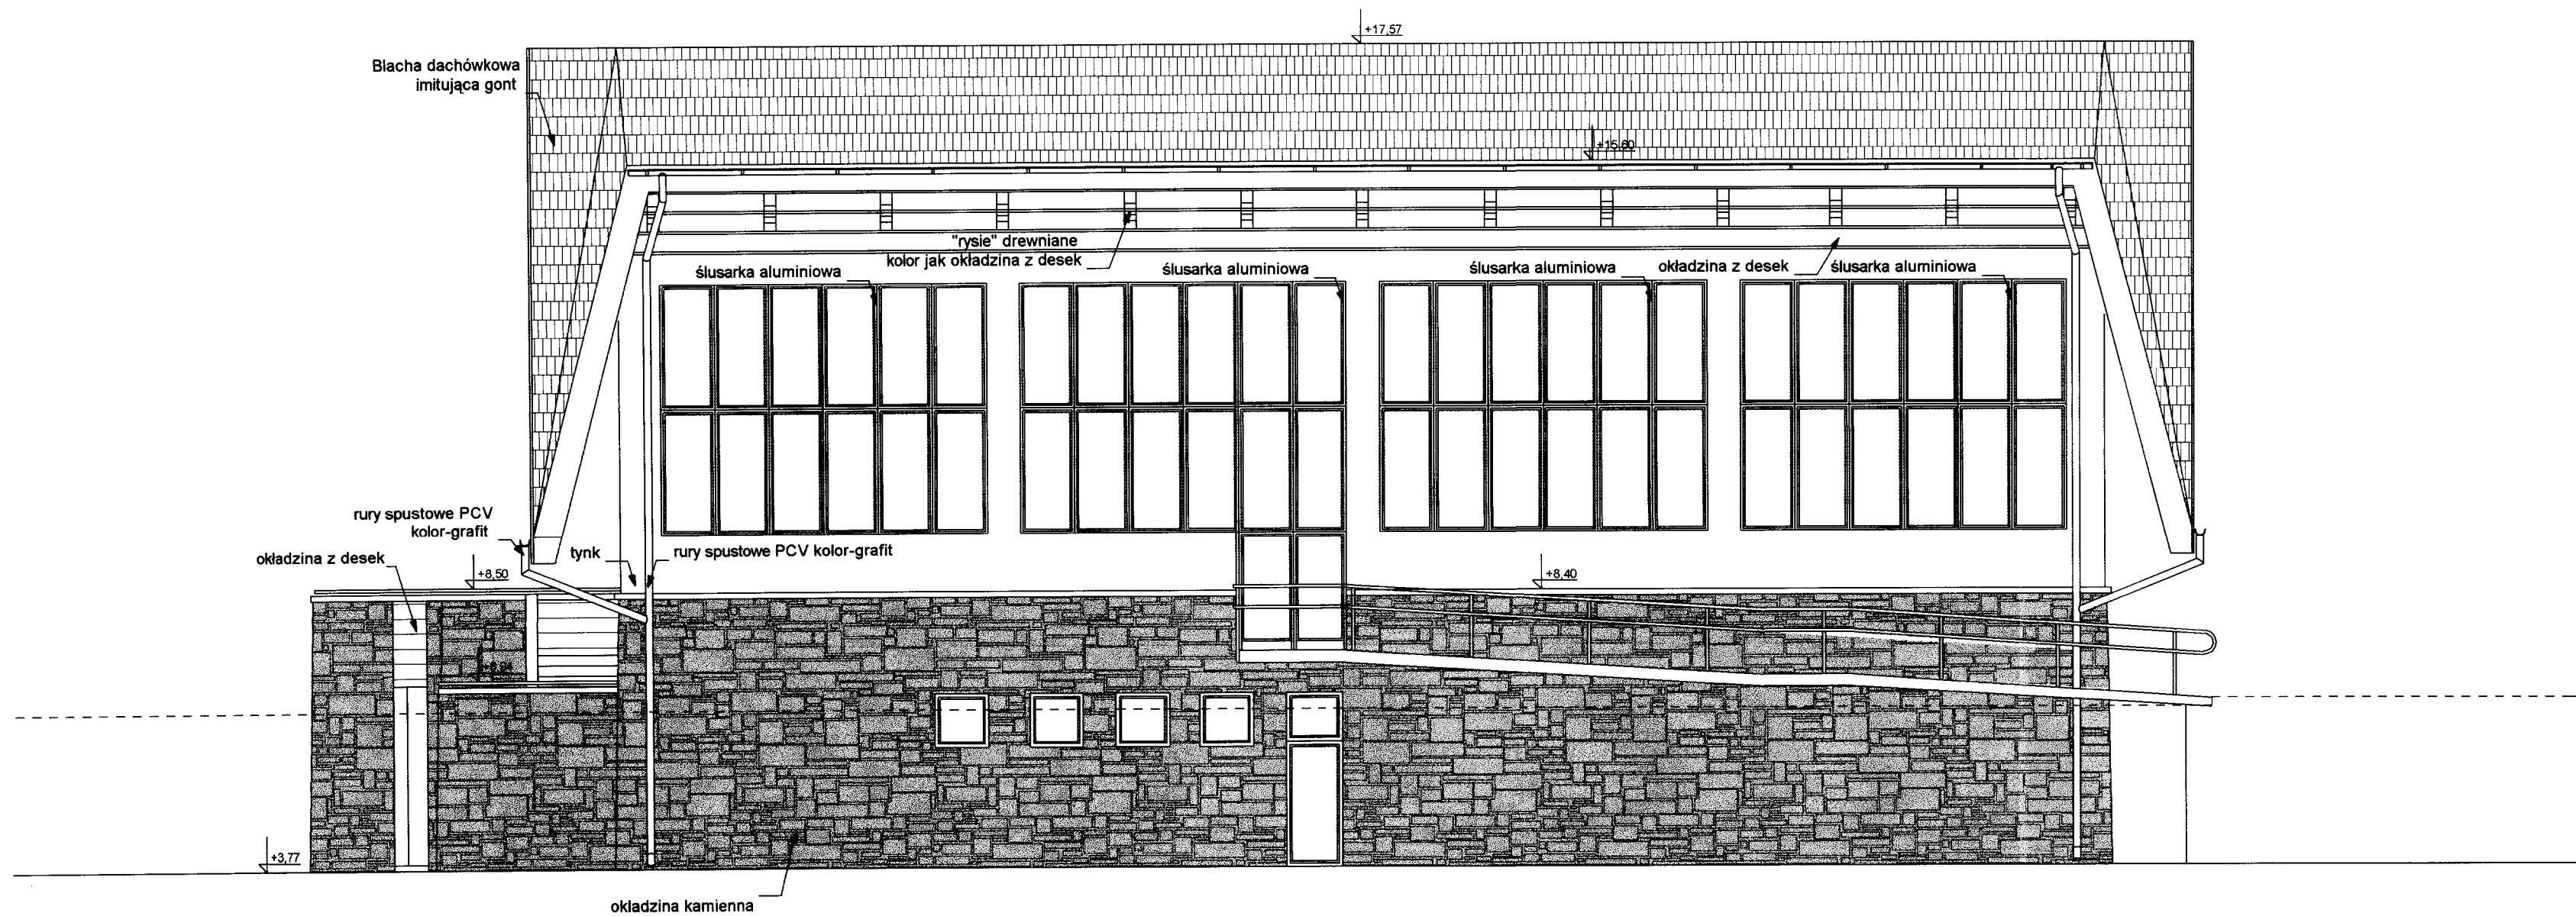 +17,57
Blacha dachówkowa
imitująca gont
+15,60
"rysie" drewniane
kolor jak okładzina z desek
ślusarka aluminiowa
ślusarka aluminiowa
ślusarka aluminiowa
okładzina z desek
ślusarka aluminiowa
rury spustowe PCV
kolor-grafit
okładzina z desek
tynk
rury spustowe PCV kolor-grafit
+8,50
+8,40
+3,77
okladzina kamienna